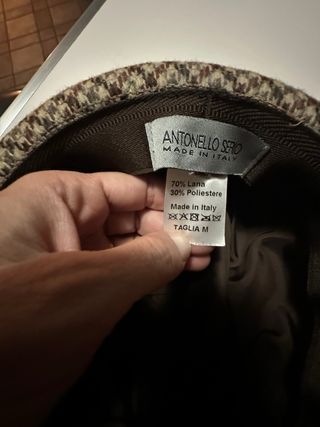 ANTONELLO SERIO
MADE IN ITALY
70% Lana
30% Poliestere
Made in Italy
TAGLIA M